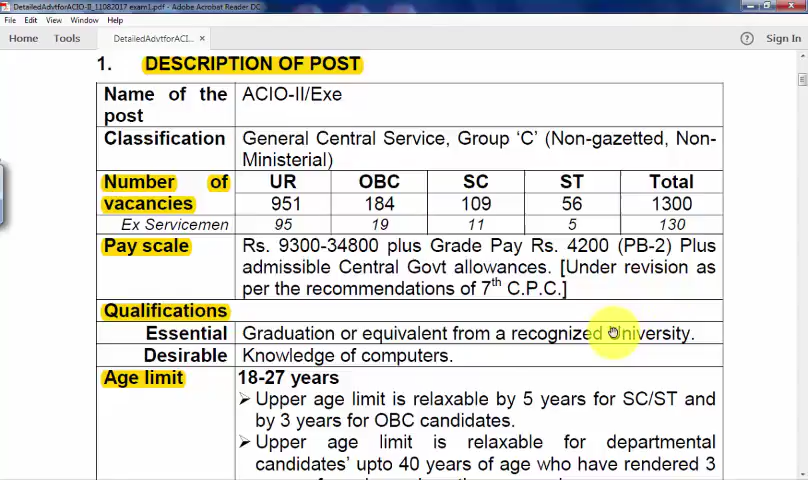 DetailedAdvtforACIO-II_11082017 exam1.pdf - Adobe Acrobat Reader DC
File Edit View Window Help
Home Tools DetailedAdvtforACI... × Sign In
1. DESCRIPTION OF POST
Name of the post ACIO-II/Exe
Classification General Central Service, Group ‘C’ (Non-gazetted, Non-
Ministerial)
Number of vacancies UR OBC SC ST Total
951 184 109 56 1300
Ex Servicemen 95 19 11 5 130
Pay scale Rs. 9300-34800 plus Grade Pay Rs. 4200 (PB-2) Plus
admissible Central Govt allowances. [Under revision as
per the recommendations of 7th C.P.C.]
Qualifications
Essential Graduation or equivalent from a recognized University.
Desirable Knowledge of computers.
Age limit 18-27 years
➢ Upper age limit is relaxable by 5 years for SC/ST and
by 3 years for OBC candidates.
➢ Upper age limit is relaxable for departmental
candidates’ upto 40 years of age who have rendered 3